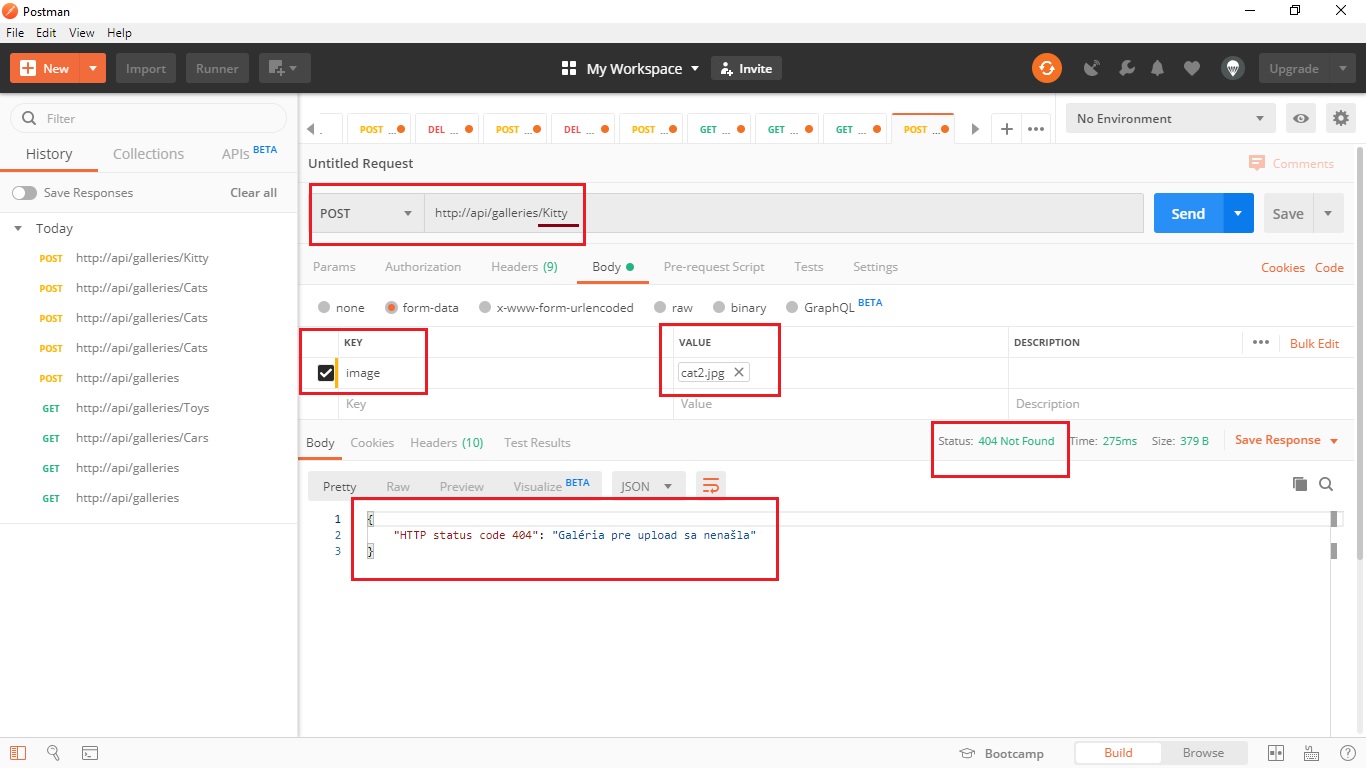 Postman
File Edit View Help
New Import Runner My Workspace Invite Upgrade
Filter
History Collections APIs BETA
Save Responses Clear all
Today
POST http://api/galleries/Kitty
POST http://api/galleries/Cats
POST http://api/galleries/Cats
POST http://api/galleries/Cats
POST http://api/galleries
GET http://api/galleries/Toys
GET http://api/galleries/Cars
GET http://api/galleries
GET http://api/galleries
. POST ... DEL ... POST ... DEL ... POST ... GET ... GET ... GET ... POST ... No Environment
Untitled Request Comments
POST http://api/galleries/Kitty Send Save
Params Authorization Headers (9) Body Pre-request Script Tests Settings Cookies Code
none form-data x-www-form-urlencoded raw binary GraphQL BETA
KEY VALUE DESCRIPTION Bulk Edit
image cat2.jpg
Key Value Description
Body Cookies Headers (10) Test Results Status: 404 Not Found Time: 275ms Size: 379 B Save Response
Pretty Raw Preview Visualize BETA JSON
1 {
2 "HTTP status code 404": "Galéria pre upload sa nenašla"
3 }
Bootcamp Build Browse